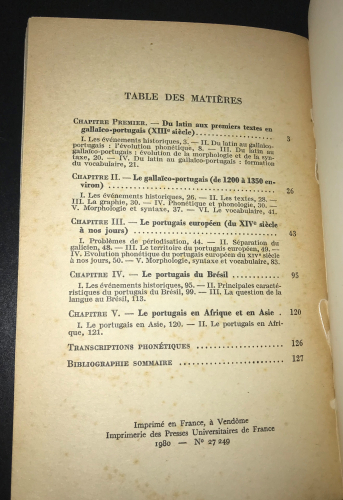 TABLE DES MATIÈRES
CHAPITRE PREMIER. — Du latin aux premiers textes en
gallaïco-portugais (XIIIe siècle) 3
I. Les événements historiques, 3. — II. Du latin au gallaïco-
portugais : l'évolution phonétique, 8. — III. Du latin au
gallaïco-portugais : évolution de la morphologie et de la syn-
taxe, 20. — IV. Du latin au gallaïco-portugais : formation
du vocabulaire, 21.
CHAPITRE II. — Le gallaïco-portugais (de 1200 à 1350 en-
viron) 26
I. Les événements historiques, 26. — II. Les textes, 28. —
III. La graphie, 30. — IV. Phonétique et phonologie, 30. —
V. Morphologie et syntaxe, 37. — VI. Le vocabulaire, 41.
CHAPITRE III. — Le portugais européen (du XIVe siècle
à nos jours) 43
I. Problèmes de périodisation, 44. — II. Séparation du
galicien, 48. — III. Le territoire du portugais européen, 49. —
IV. Evolution phonétique du portugais européen du XIVe siècle
à nos jours, 50. — V. Morphologie, syntaxe et vocabulaire, 83.
CHAPITRE IV. — Le portugais du Brésil 95
I. Les événements historiques, 95. — II. Principales caracté-
ristiques du portugais du Brésil, 99. — III. La question de la
langue au Brésil, 113.
CHAPITRE V. — Le portugais en Afrique et en Asie . 120
I. Le portugais en Asie, 120. — II. Le portugais en Afri-
que, 121.
TRANSCRIPTIONS PHONÉTIQUES 126
BIBLIOGRAPHIE SOMMAIRE 127
Imprimé en France, à Vendôme
Imprimerie des Presses Universitaires de France
1980 — No 27 249